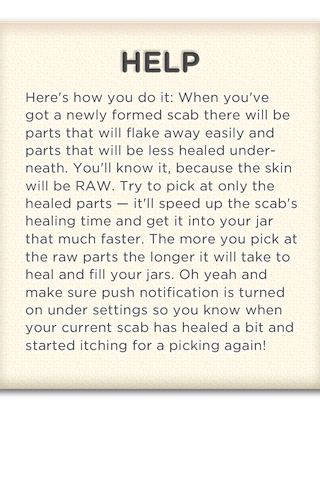 HELP
Here's how you do it: When you've
got a newly formed scab there will be
parts that will flake away easily and
parts that will be less healed under-
neath. You'll know it, because the skin
will be RAW. Try to pick at only the
healed parts — it'll speed up the scab's
healing time and get it into your jar
that much faster. The more you pick at
the raw parts the longer it will take to
heal and fill your jars. Oh yeah and
make sure push notification is turned
on under settings so you know when
your current scab has healed a bit and
started itching for a picking again!